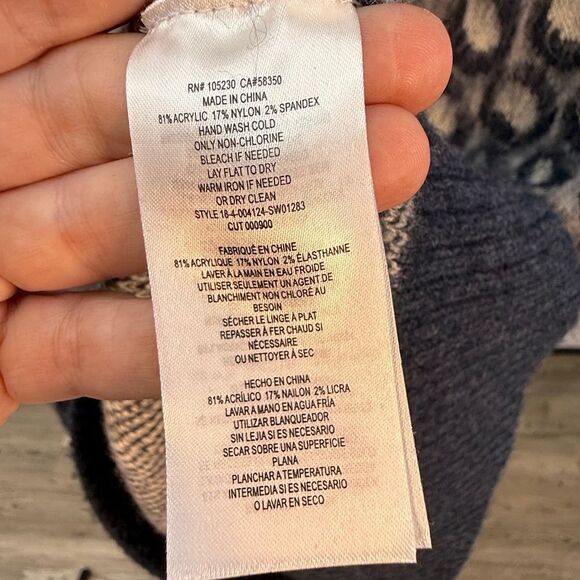 RN# 105230 CA#58350
MADE IN CHINA
81% ACRYLIC 17% NYLON 2% SPANDEX
HAND WASH COLD
ONLY NON-CHLORINE
BLEACH IF NEEDED
LAY FLAT TO DRY
WARM IRON IF NEEDED
OR DRY CLEAN
STYLE 18-4-004124-SW01283
CUT 000900
FABRIQUÉ EN CHINE
81% ACRYLIQUE 17% NYLON 2% ÉLASTHANNE
LAVER À LA MAIN EN EAU FROIDE
UTILISER SEULEMENT UN AGENT DE
BLANCHIMENT NON CHLORÉ AU
BESOIN
SÉCHER LE LINGE À PLAT
REPASSER À FER CHAUD SI
NÉCESSAIRE
OU NETTOYER À SEC
HECHO EN CHINA
81% ACRÍLICO 17% NAILON 2% LICRA
LAVAR A MANO EN AGUA FRÍA
UTILIZAR BLANQUEADOR
SIN LEJIA SI ES NECESARIO
SECAR SOBRE UNA SUPERFICIE
PLANA
PLANCHAR A TEMPERATURA
INTERMEDIA SI ES NECESARIO
O LAVAR EN SECO